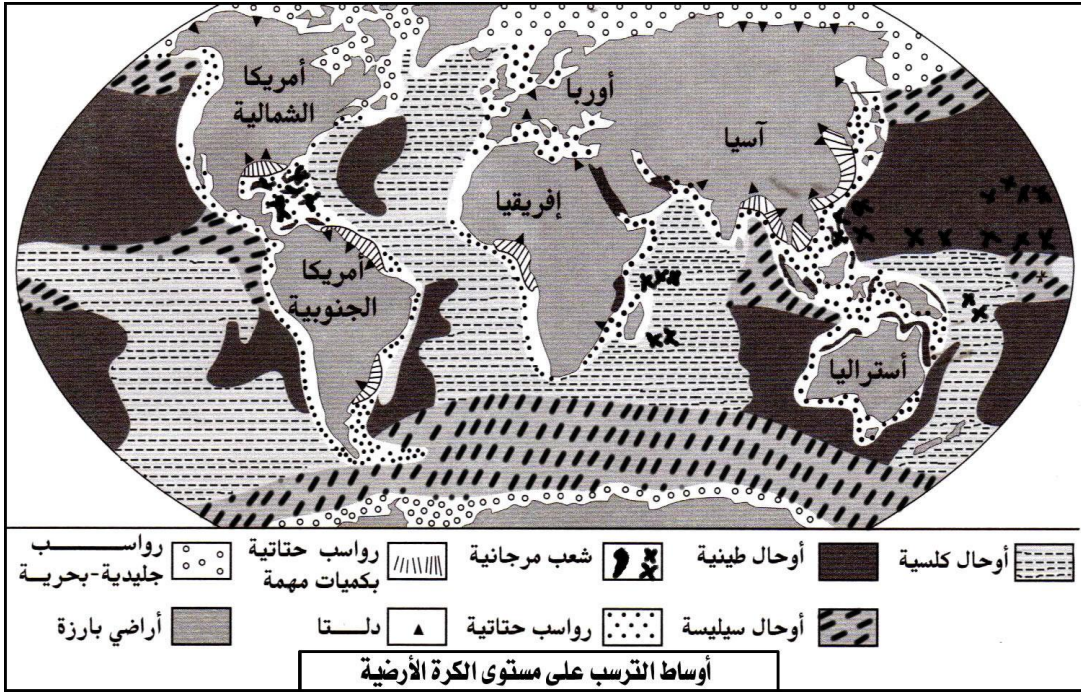 أمريكا
الشمالية
أوربا
آسيا
إفريقيا
أمريكا
الجنوبية
أستراليا
أوحال كلسية
أوحال طينية
شعب مرجانية
رواسب حتاتية
بكميات مهمة
رواسب
جليدية-بحرية
أوحال سيليسة
رواسب حتاتية
دلتا
أراضي بارزة
أوساط الترسب على مستوى الكرة الأرضية